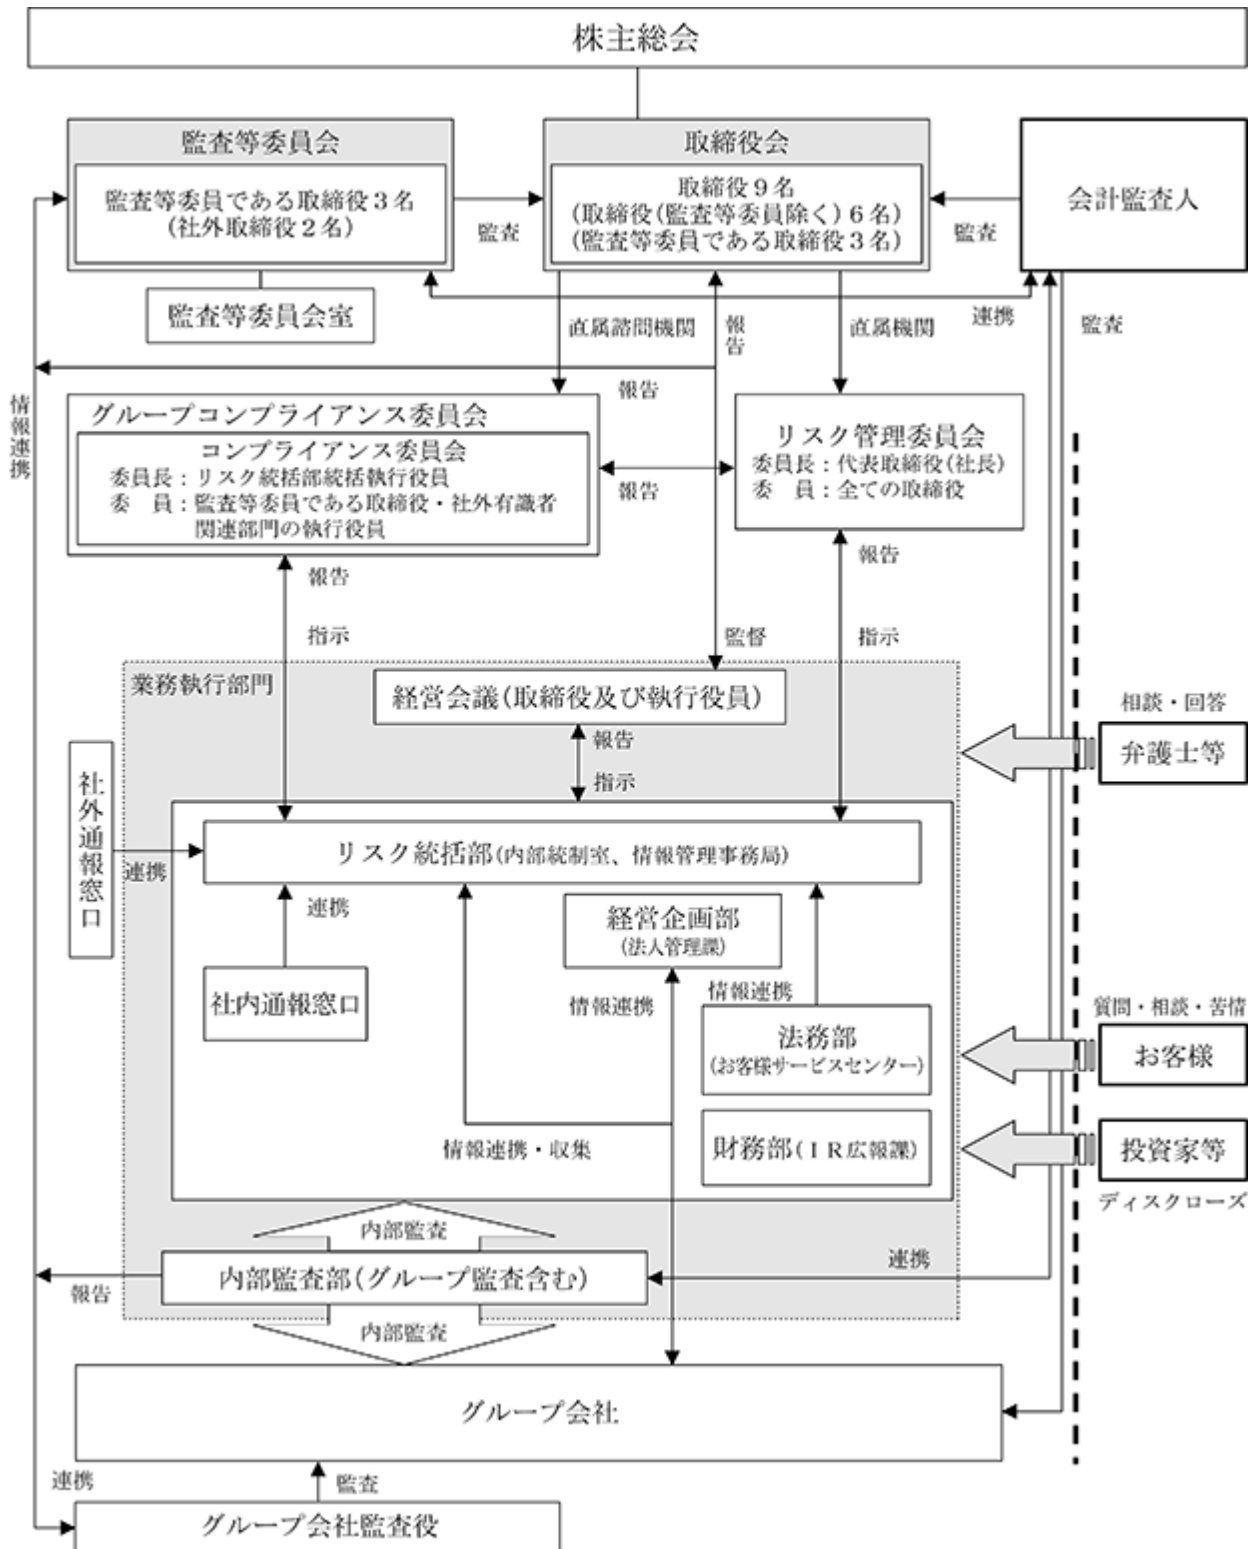 株主総会
監査等委員会
監査等委員である取締役３名
(社外取締役２名)
監査
取締役会
取締役９名
(取締役(監査等委員除く)６名)
(監査等委員である取締役３名)
監査
会計監査人
監査等委員会室
直属諮問機関
報告
直属機関
連携
監査
情報連携
報告
グループコンプライアンス委員会
コンプライアンス委員会
委員長：リスク統括部統括執行役員
委　員：監査等委員である取締役・社外有識者
関連部門の執行役員
報告
リスク管理委員会
委員長：代表取締役(社長)
委　員：全ての取締役
報告
報告
指示
監督
指示
業務執行部門
経営会議(取締役及び執行役員)
相談・回答
弁護士等
報告
指示
社外通報窓口
連携
リスク統括部(内部統制室、情報管理事務局)
連携
経営企画部
(法人管理課)
社内通報窓口
情報連携
情報連携
法務部
(お客様サービスセンター)
質問・相談・苦情
お客様
情報連携・収集
財務部(ＩＲ広報課)
投資家等
ディスクローズ
内部監査
内部監査部(グループ監査含む)
連携
報告
内部監査
グループ会社
連携
監査
グループ会社監査役